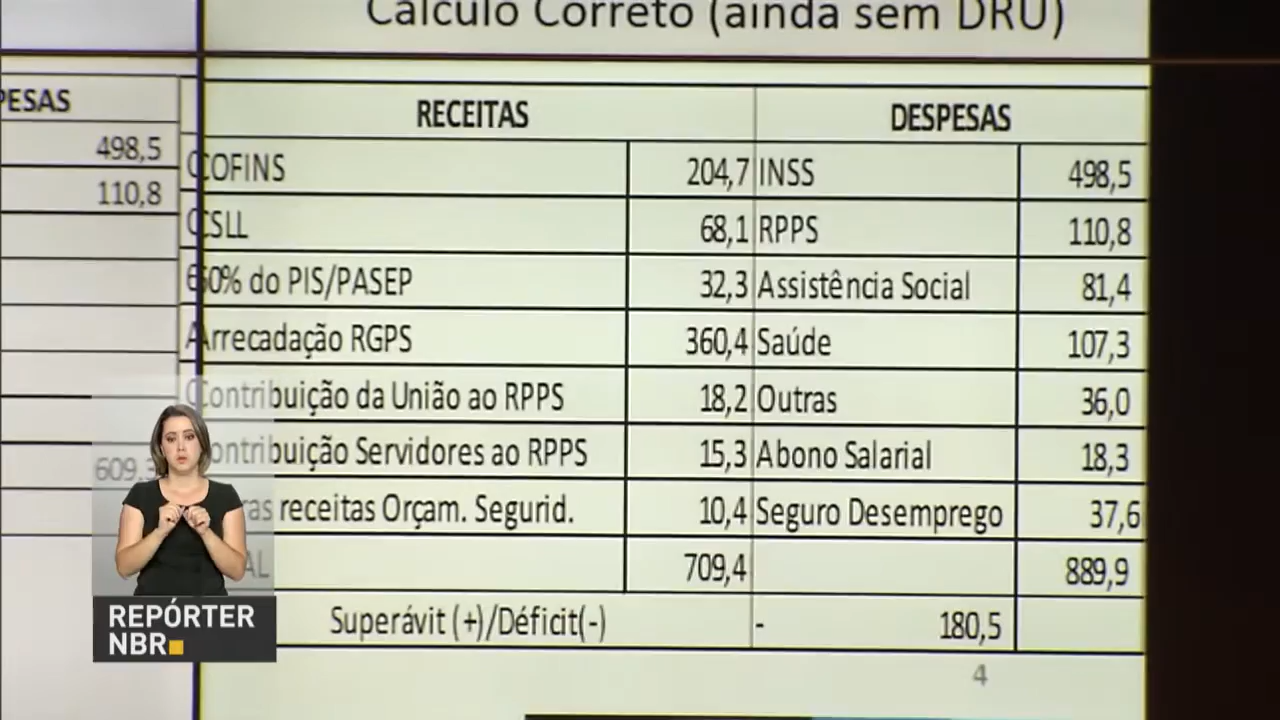 Cálculo Correto (ainda sem DRU)
PESAS
498,5
110,8
609,3
RECEITAS DESPESAS
COFINS 204,7 INSS 498,5
CSLL 68,1 RPPS 110,8
60% do PIS/PASEP 32,3 Assistência Social 81,4
Arrecadação RGPS 360,4 Saúde 107,3
Contribuição da União ao RPPS 18,2 Outras 36,0
ontribuição Servidores ao RPPS 15,3 Abono Salarial 18,3
ras receitas Orçam. Segurid. 10,4 Seguro Desemprego 37,6
AL 709,4 889,9
Superávit (+)/Déficit(-) - 180,5
4
REPÓRTER
NBR